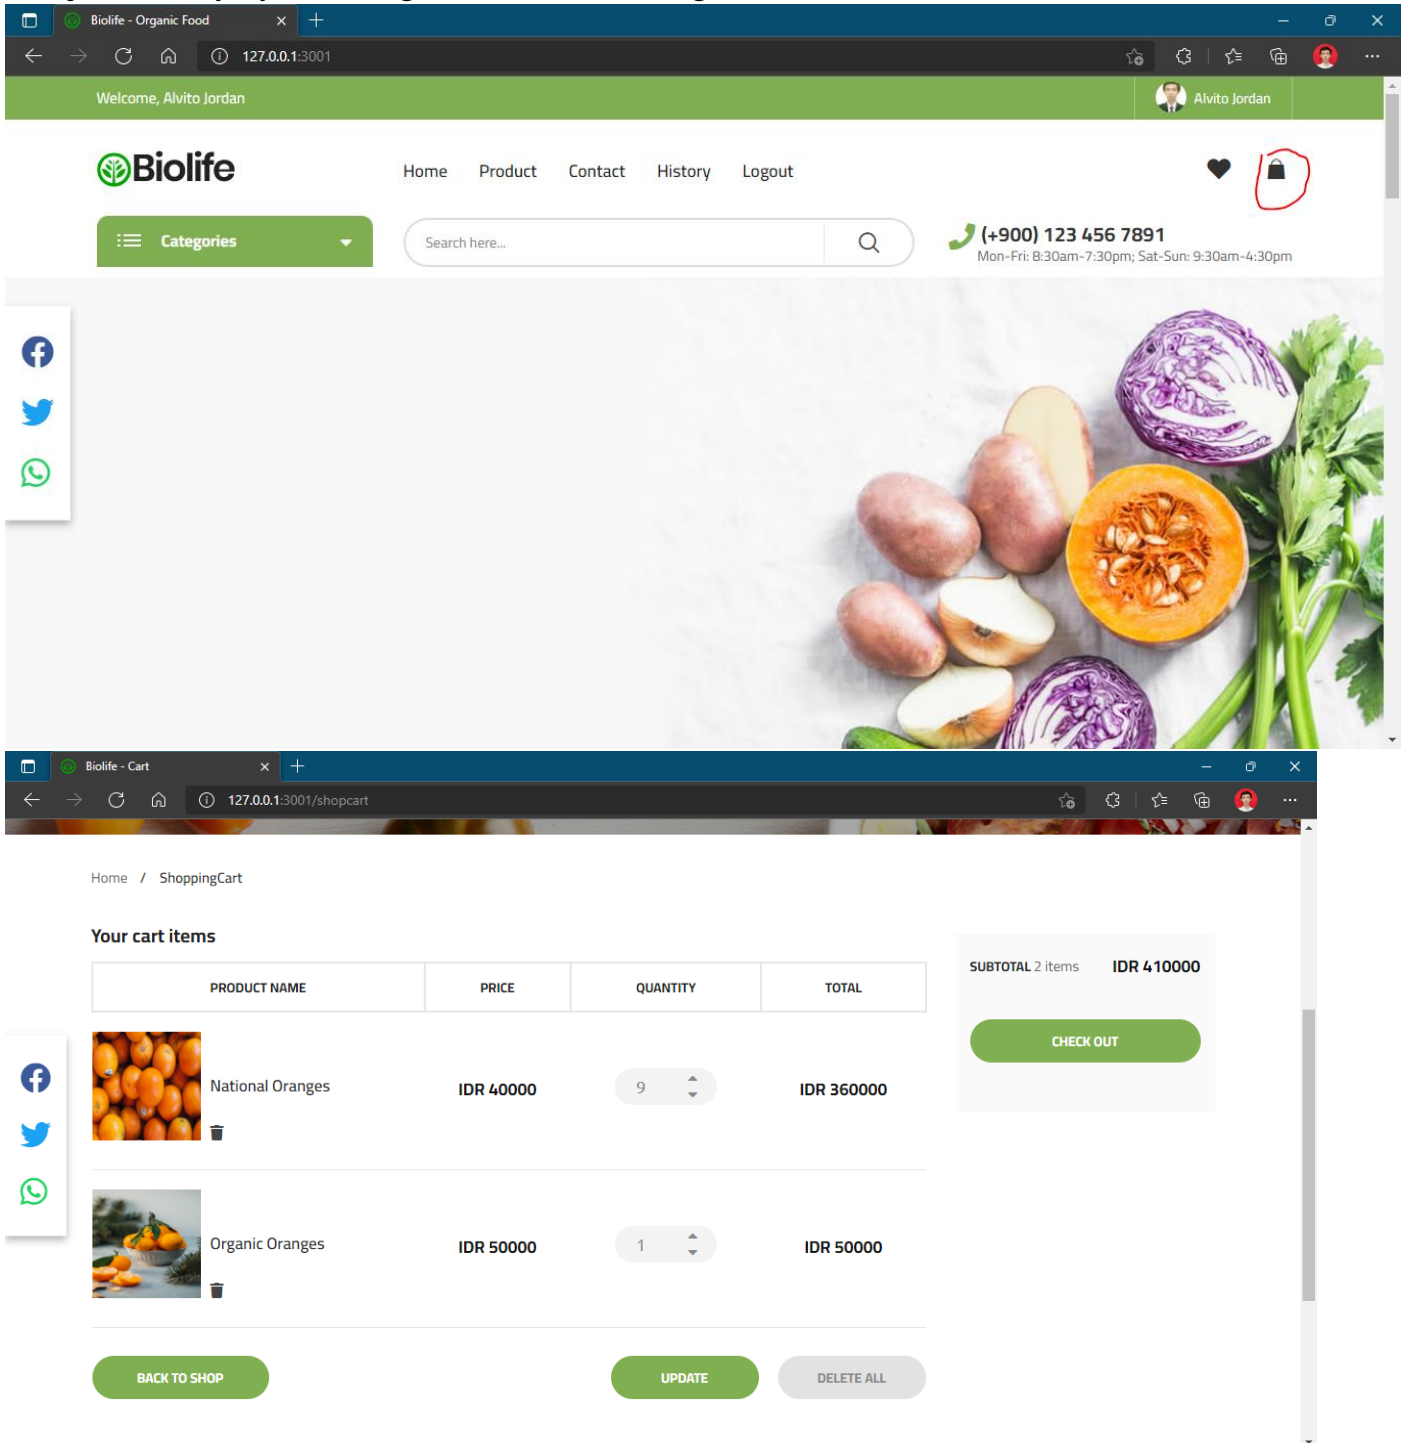 Biolife - Organic Food
127.0.0.1:3001
Welcome, Alvito Jordan
Alvito Jordan
Biolife
Home Product Contact History Logout
Categories
Search here...
(+900) 123 456 7891
Mon-Fri: 8:30am-7:30pm; Sat-Sun: 9:30am-4:30pm
Biolife - Cart
127.0.0.1:3001/shopcart
Home / ShoppingCart
Your cart items
PRODUCT NAME PRICE QUANTITY TOTAL
SUBTOTAL 2 items IDR 410000
CHECK OUT
National Oranges IDR 40000 9 IDR 360000
Organic Oranges IDR 50000 1 IDR 50000
BACK TO SHOP UPDATE DELETE ALL